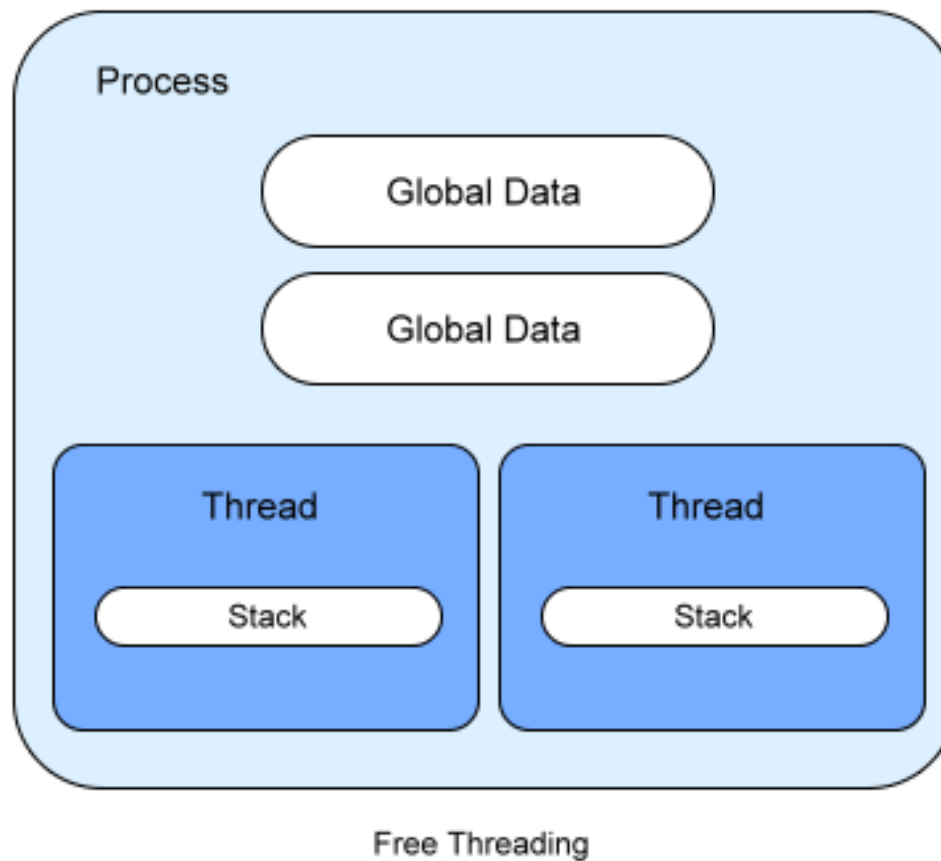 Process
Global Data
Global Data
Thread
Thread
Stack
Stack
Free Threading